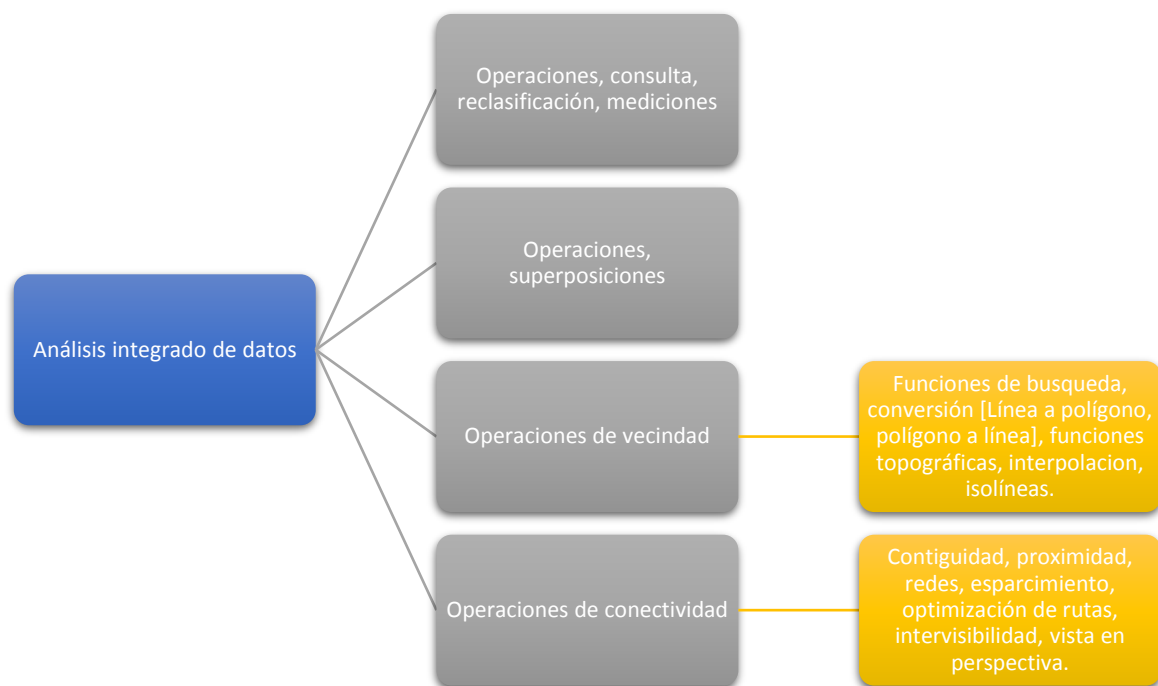 Operaciones, consulta,
reclasificación, mediciones
Operaciones,
superposiciones
Análisis integrado de datos
Operaciones de vecindad
Funciones de busqueda,
conversión [Línea a polígono,
polígono a línea], funciones
topográficas, interpolacion,
isolíneas.
Operaciones de conectividad
Contiguidad, proximidad,
redes, esparcimiento,
optimización de rutas,
intervisibilidad, vista en
perspectiva.